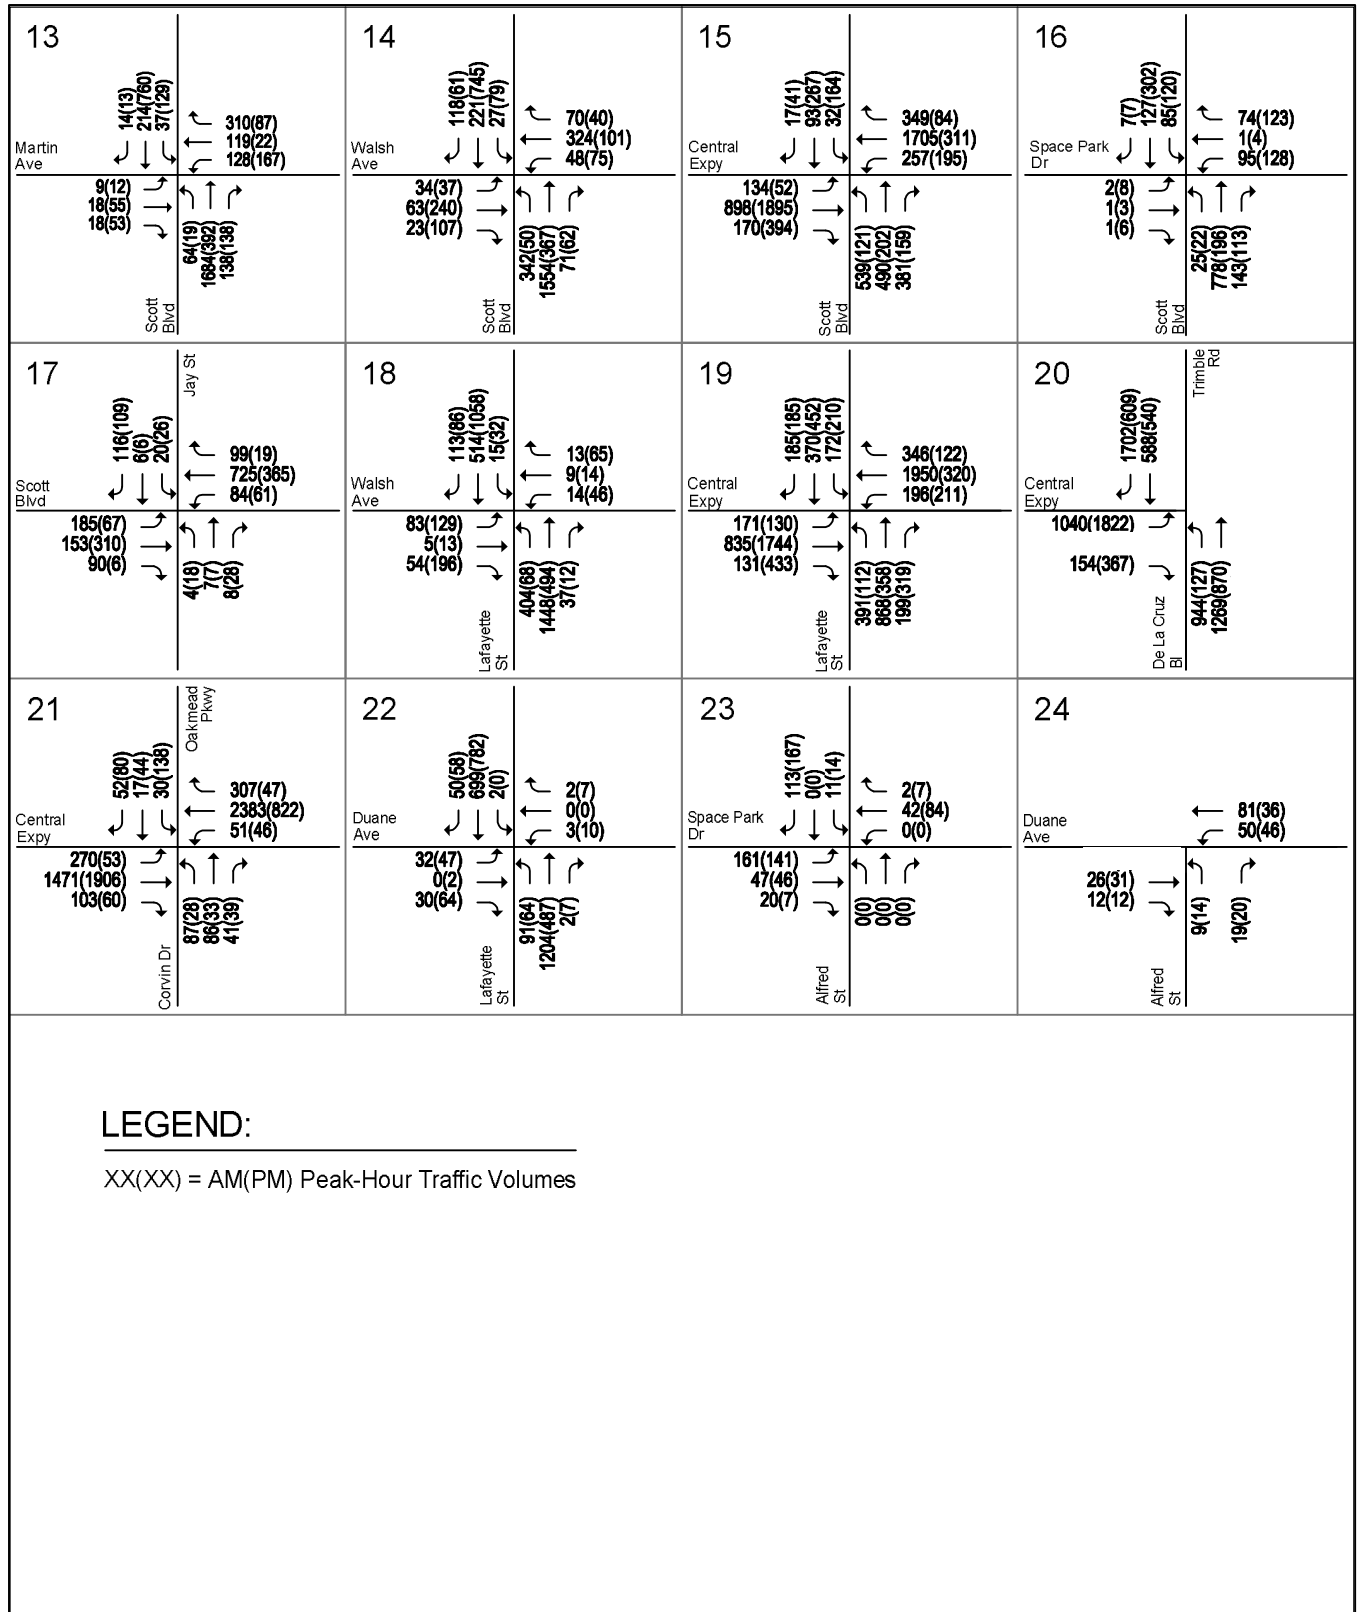 13
14(13)
214(760)
37(129)
310(87)
119(22)
128(167)
Martin
Ave
9(12)
18(55)
18(53)
64(19)
1684(392)
138(138)
Scott
Blvd
14
118(61)
221(745)
27(79)
70(40)
324(101)
48(75)
Walsh
Ave
34(37)
63(240)
23(107)
342(50)
1554(367)
71(62)
Scott
Blvd
15
17(41)
93(267)
32(164)
349(84)
1705(311)
257(195)
Central
Expy
134(52)
898(1895)
170(394)
539(121)
490(202)
381(159)
Scott
Blvd
16
7(7)
127(302)
85(120)
74(123)
1(4)
95(128)
Space Park
Dr
2(8)
1(3)
1(6)
25(22)
778(196)
143(113)
Scott
Blvd
17
Jay St
116(109)
6(6)
20(26)
99(19)
725(365)
84(61)
Scott
Blvd
185(67)
153(310)
90(6)
4(18)
7(7)
8(28)
18
113(86)
514(1058)
15(32)
13(65)
9(14)
14(46)
Walsh
Ave
83(129)
5(13)
54(196)
404(68)
1448(494)
37(12)
Lafayette
St
19
185(185)
370(452)
172(210)
346(122)
1950(320)
196(211)
Central
Expy
171(130)
835(1744)
131(433)
391(112)
868(358)
199(319)
Lafayette
St
20
Trimble
Rd
1702(609)
588(540)
Central
Expy
1040(1822)
154(367)
944(127)
1269(870)
De La Cruz
Bl
21
Oakmead
Pkwy
52(80)
17(44)
30(138)
307(47)
2383(822)
51(46)
Central
Expy
270(53)
1471(1906)
103(60)
87(28)
86(33)
41(39)
Corvin Dr
22
50(58)
699(782)
2(0)
2(7)
0(0)
3(10)
Duane
Ave
32(47)
0(2)
30(64)
91(64)
1204(487)
2(7)
Lafayette
St
23
113(167)
0(0)
11(14)
2(7)
42(84)
0(0)
Space Park
Dr
161(141)
47(46)
20(7)
0(0)
0(0)
0(0)
Alfred
St
24
81(36)
50(46)
Duane
Ave
26(31)
12(12)
9(14)
19(20)
Alfred
St
LEGEND:
XX(XX) = AM(PM) Peak-Hour Traffic Volumes